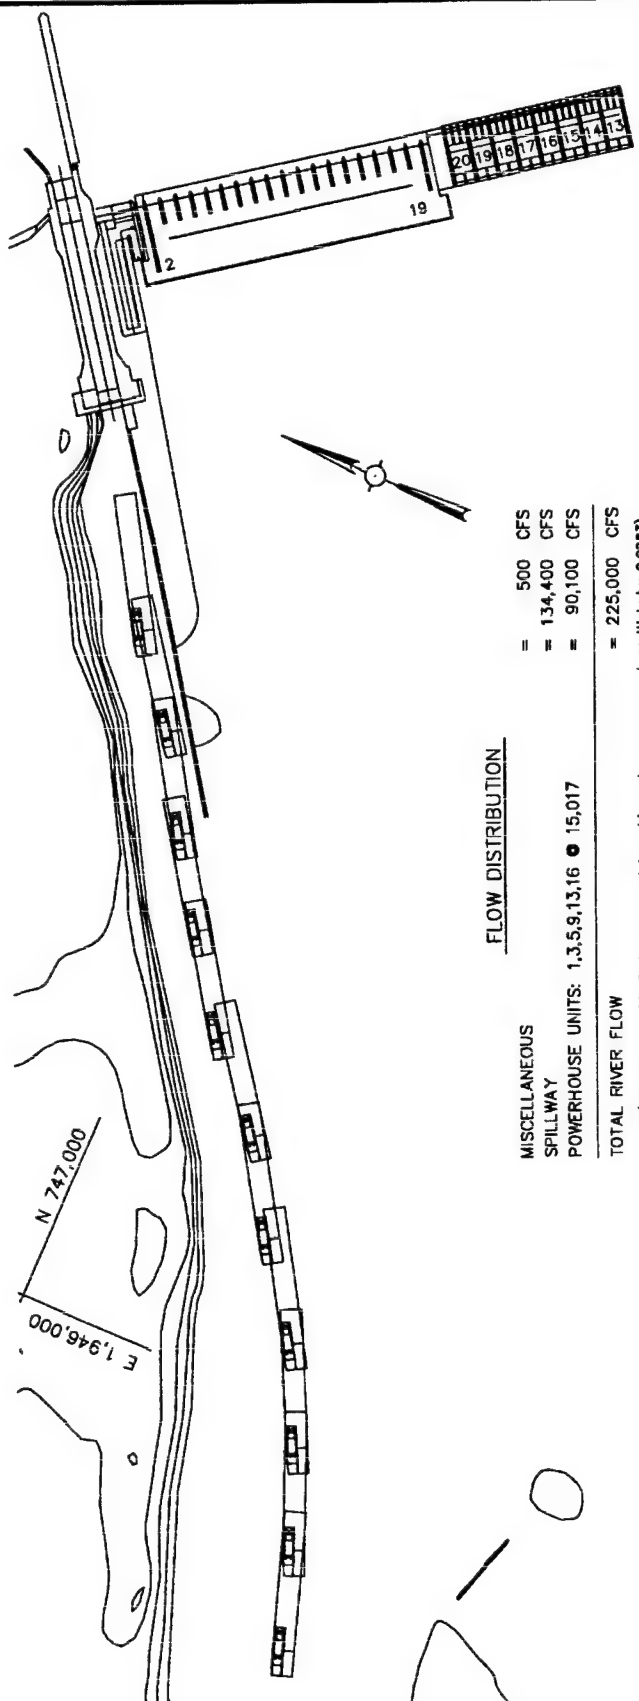 20 19 18 17 16 15 14 13
19
2
N 747,000
E 1,946,000
FLOW DISTRIBUTION
MISCELLANEOUS = 500 CFS
SPILLWAY = 134,400 CFS
POWERHOUSE UNITS: 1,3,5,9,13,16 @ 15,017 = 90,100 CFS
TOTAL RIVER FLOW = 225,000 CFS